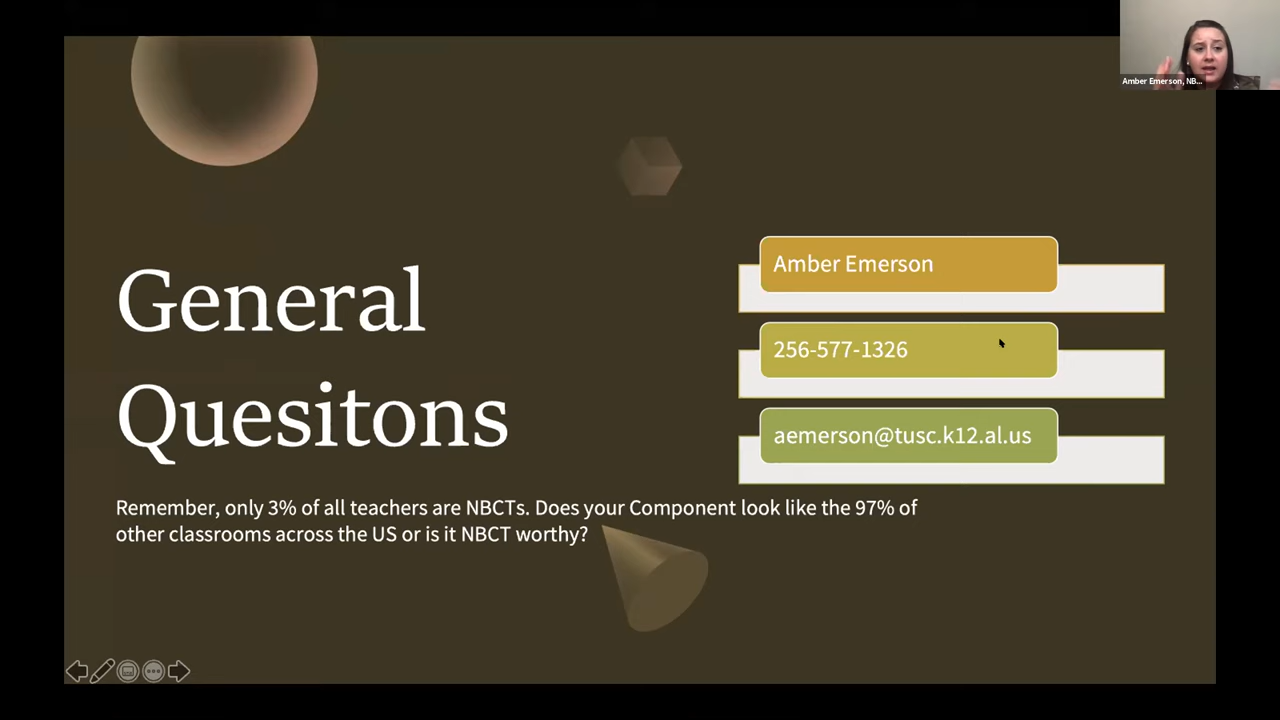 Amber Emerson, NB...
General
Quesitons
Amber Emerson
256-577-1326
aemerson@tusc.k12.al.us
Remember, only 3% of all teachers are NBCTs. Does your Component look like the 97% of
other classrooms across the US or is it NBCT worthy?